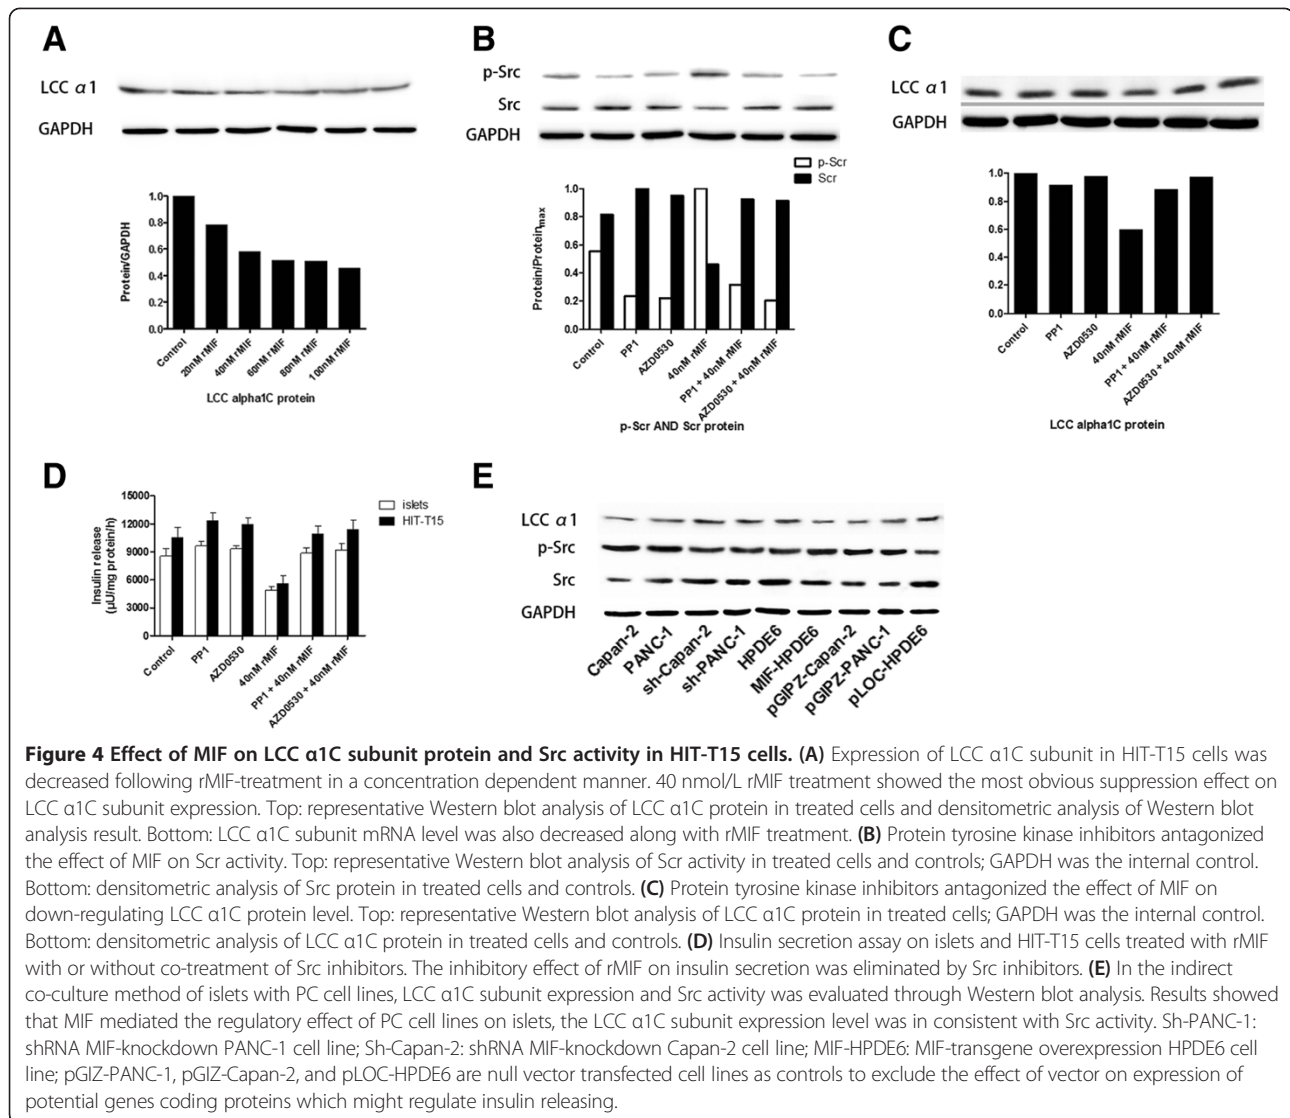 A
LCC α1
GAPDH
1.0
0.8
0.6
0.4
0.2
0.0
Protein/GAPDH
Control
20nM rMIF
40nM rMIF
60nM rMIF
80nM rMIF
100nM rMIF
LCC alpha1C protein
B
p-Src
Src
GAPDH
p-Scr
Scr
1.0
0.8
0.6
0.4
0.2
0.0
Protein/Proteinmax
Control
PP1
AZD0530
40nM rMIF
PP1 + 40nM rMIF
AZD0530 + 40nM rMIF
p-Scr AND Scr protein
C
LCC α1
GAPDH
1.0
0.8
0.6
0.4
0.2
0.0
Control
PP1
AZD0530
40nM rMIF
PP1 + 40nM rMIF
AZD0530 + 40nM rMIF
LCC alpha1C protein
D
15000
12000
9000
6000
3000
0
Insulin release
(μU/mg protein/h)
islets
HIT-T15
Control
PP1
AZD0530
40nM rMIF
PP1 + 40nM rMIF
AZD0530 + 40nM rMIF
E
LCC α1
p-Src
Src
GAPDH
Capan-2
PANC-1
sh-Capan-2
sh-PANC-1
HPDE6
MIF-HPDE6
pGIPZ-Capan-2
pGIPZ-PANC-1
pLOC-HPDE6
Figure 4 Effect of MIF on LCC α1C subunit protein and Src activity in HIT-T15 cells. (A) Expression of LCC α1C subunit in HIT-T15 cells was
decreased following rMIF-treatment in a concentration dependent manner. 40 nmol/L rMIF treatment showed the most obvious suppression effect on
LCC α1C subunit expression. Top: representative Western blot analysis of LCC α1C protein in treated cells and densitometric analysis of Western blot
analysis result. Bottom: LCC α1C subunit mRNA level was also decreased along with rMIF treatment. (B) Protein tyrosine kinase inhibitors antagonized
the effect of MIF on Scr activity. Top: representative Western blot analysis of Scr activity in treated cells and controls; GAPDH was the internal control.
Bottom: densitometric analysis of Src protein in treated cells and controls. (C) Protein tyrosine kinase inhibitors antagonized the effect of MIF on
down-regulating LCC α1C protein level. Top: representative Western blot analysis of LCC α1C protein in treated cells; GAPDH was the internal control.
Bottom: densitometric analysis of LCC α1C protein in treated cells and controls. (D) Insulin secretion assay on islets and HIT-T15 cells treated with rMIF
with or without co-treatment of Src inhibitors. The inhibitory effect of rMIF on insulin secretion was eliminated by Src inhibitors. (E) In the indirect
co-culture method of islets with PC cell lines, LCC α1C subunit expression and Src activity was evaluated through Western blot analysis. Results showed
that MIF mediated the regulatory effect of PC cell lines on islets, the LCC α1C subunit expression level was in consistent with Src activity. Sh-PANC-1:
shRNA MIF-knockdown PANC-1 cell line; Sh-Capan-2: shRNA MIF-knockdown Capan-2 cell line; MIF-HPDE6: MIF-transgene overexpression HPDE6 cell
line; pGIZ-PANC-1, pGIZ-Capan-2, and pLOC-HPDE6 are null vector transfected cell lines as controls to exclude the effect of vector on expression of
potential genes coding proteins which might regulate insulin releasing.